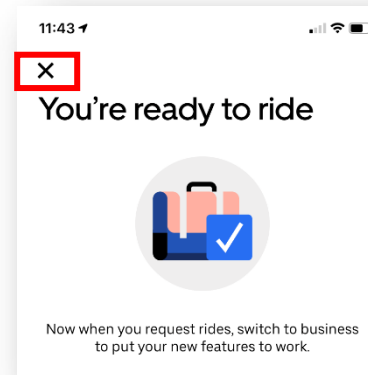 11:43
You're ready to ride
Now when you request rides, switch to business
to put your new features to work.